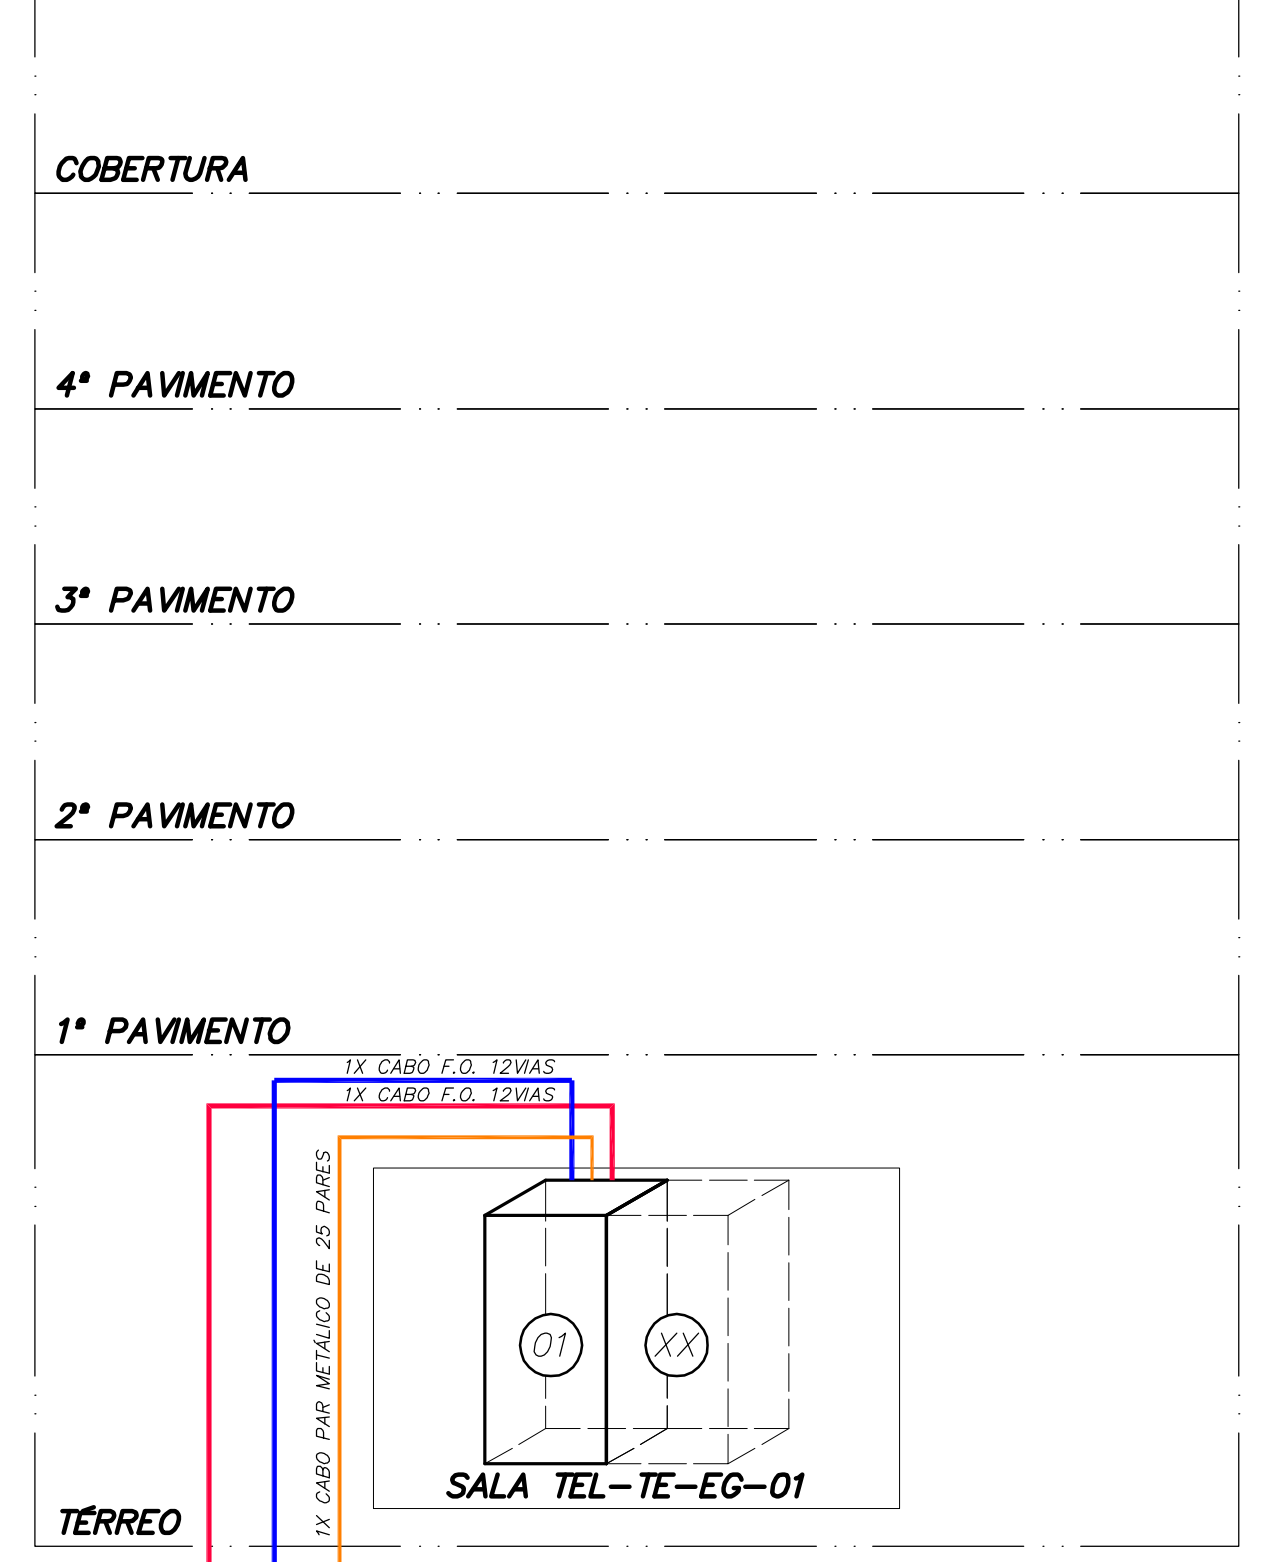 COBERTURA
4ª PAVIMENTO
3ª PAVIMENTO
2ª PAVIMENTO
1ª PAVIMENTO
1X CABO F.O. 12VIAS
1X CABO F.O. 12VIAS
1X CABO PAR METÁLICO DE 25 PARES
01
XX
SALA TEL-TE-EG-01
TÉRREO